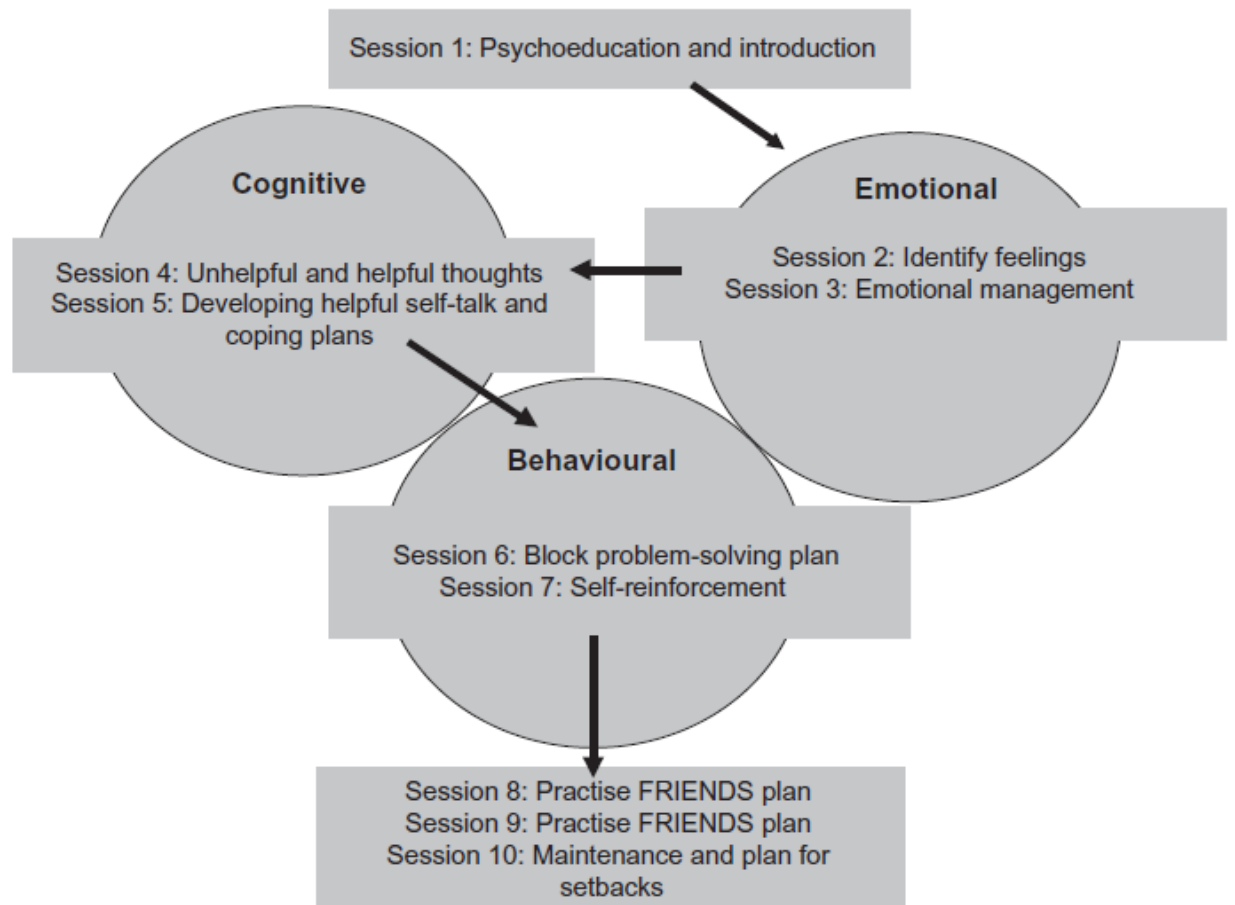 Session 1: Psychoeducation and introduction
Cognitive
Session 4: Unhelpful and helpful thoughts
Session 5: Developing helpful self-talk and
coping plans
Emotional
Session 2: Identify feelings
Session 3: Emotional management
Behavioural
Session 6: Block problem-solving plan
Session 7: Self-reinforcement
Session 8: Practise FRIENDS plan
Session 9: Practise FRIENDS plan
Session 10: Maintenance and plan for
setbacks